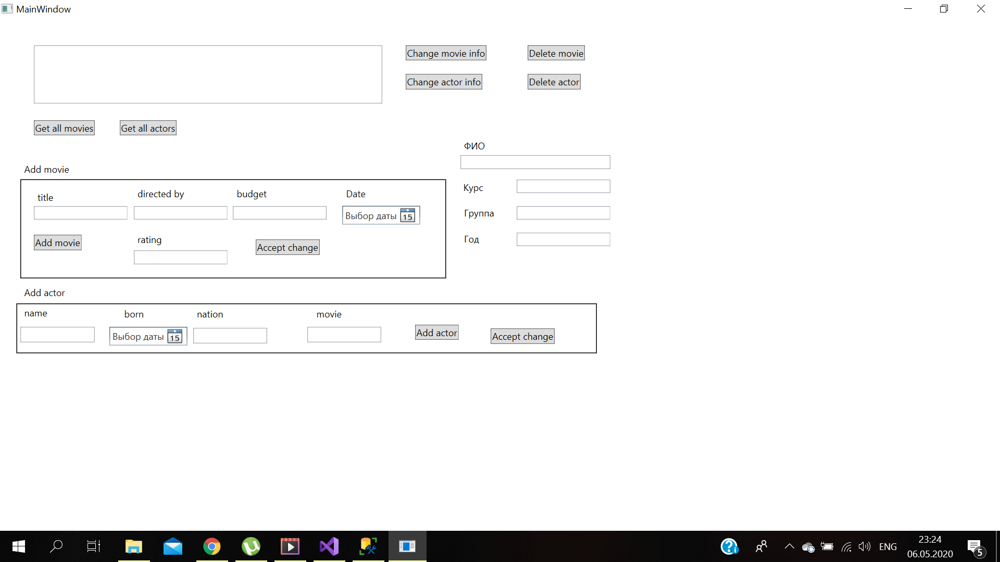 MainWindow
Change movie info
Delete movie
Change actor info
Delete actor
Get all movies
Get all actors
ФИО
Add movie
Курс
title
directed by
budget
Date
Выбор даты 15
Группа
Add movie
rating
Accept change
Год
Add actor
name
born
nation
movie
Выбор даты 15
Add actor
Accept change
ENG
23:24
06.05.2020
5